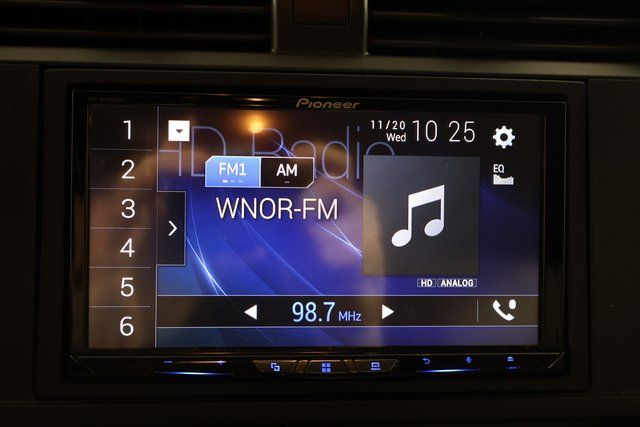 Pioneer
1
2
3
4
5
6
HD Radio
11/20
Wed
10 25
FM1
AM
EQ
WNOR-FM
HD ANALOG
98.7 MHz